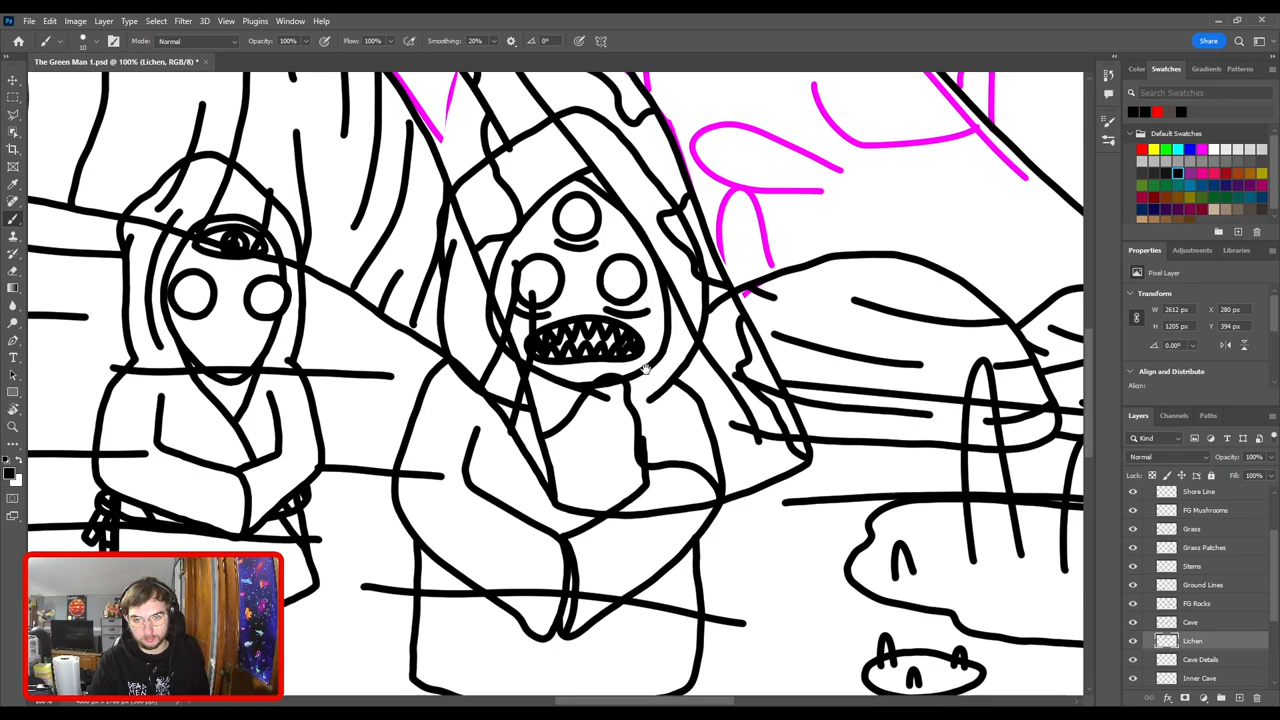 Ps File Edit Image Layer Type Select Filter 3D View Plugins Window Help
10 Mode: Normal Opacity: 100% Flow: 100% Smoothing: 20% 0° Share
The Green Man 1.psd @ 100% (Lichen, RGB/8) *
Color Swatches Gradients Patterns
Search Swatches
Default Swatches
Properties Adjustments Libraries
Pixel Layer
Transform
W 2612 px X 280 px
H 1205 px Y 394 px
0.00°
Align and Distribute
Align:
Layers Channels Paths
Kind
Normal Opacity: 100%
Lock: Fill: 100%
Shore Line
FG Mushrooms
Grass
Grass Patches
Stems
Ground Lines
FG Rocks
Cave
Lichen
Cave Details
Inner Cave